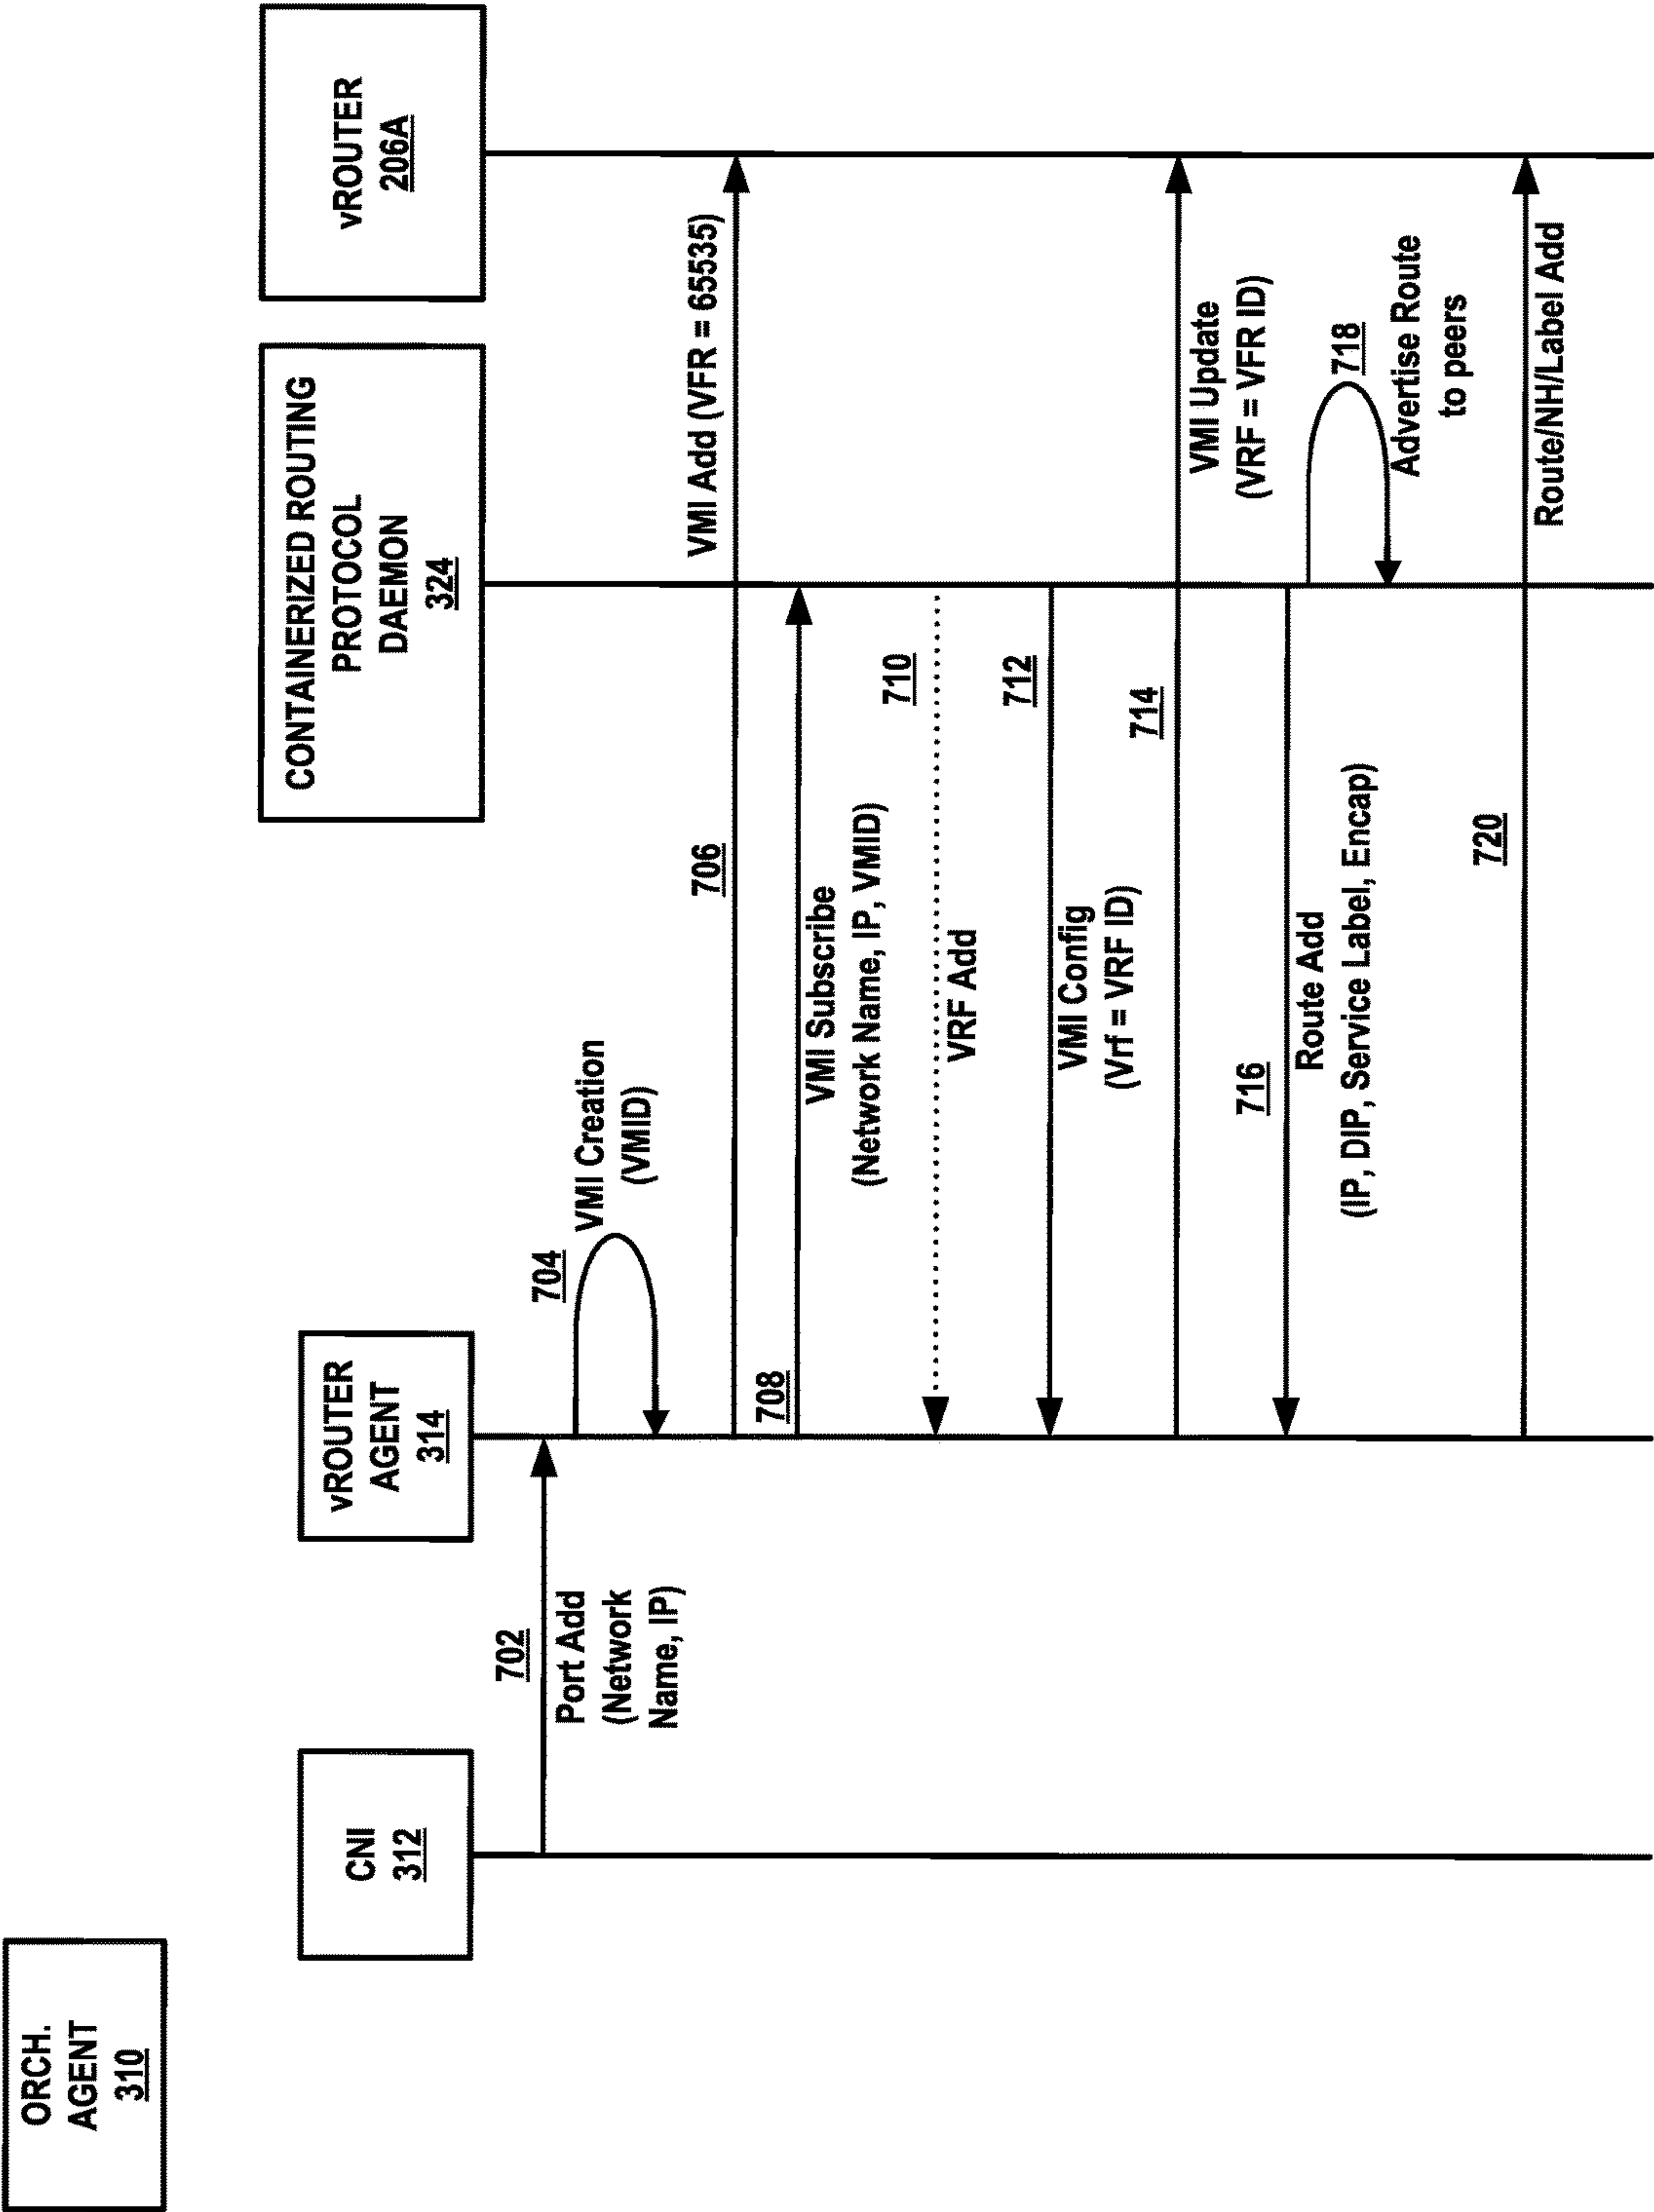 ORCH.
AGENT
310
CNI
312
vROUTER
AGENT
314
CONTAINERIZED ROUTING
PROTOCOL
DAEMON
324
vROUTER
206A
702
Port Add
(Network
Name, IP)
704
VMI Creation
(VMID)
706
VMI Add (VFR = 65535)
708
VMI Subscribe
(Network Name, IP, VMID)
710
VRF Add
712
VMI Config
(Vrf = VRF ID)
714
VMI Update
(VRF = VFR ID)
716
Route Add
(IP, DIP, Service Label, Encap)
718
Advertise Route
to peers
720
Route/NH/Label Add